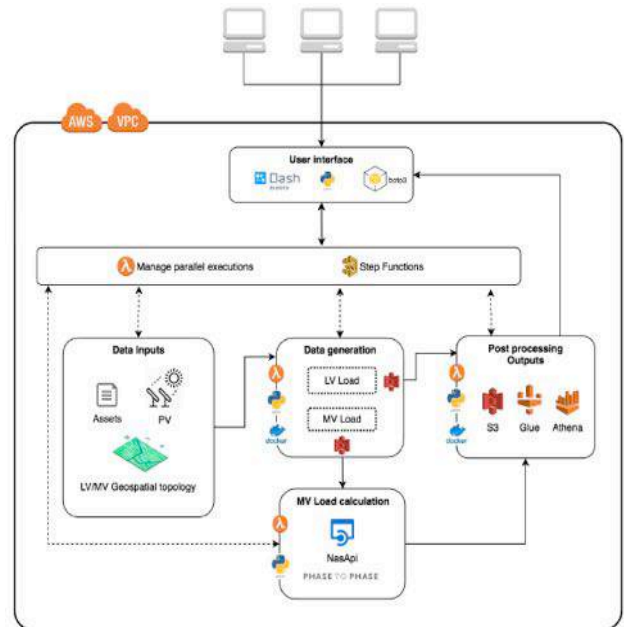 AWS
VPC
User interface
Dash
boto3
Manage parallel executions
Step Functions
Data inputs
Assets
PV
LV/MV Geospatial topology
Data generation
LV Load
MV Load
docker
Post processing
Outputs
S3
Glue
Athena
docker
MV Load calculation
NasApi
PHASE TO PHASE